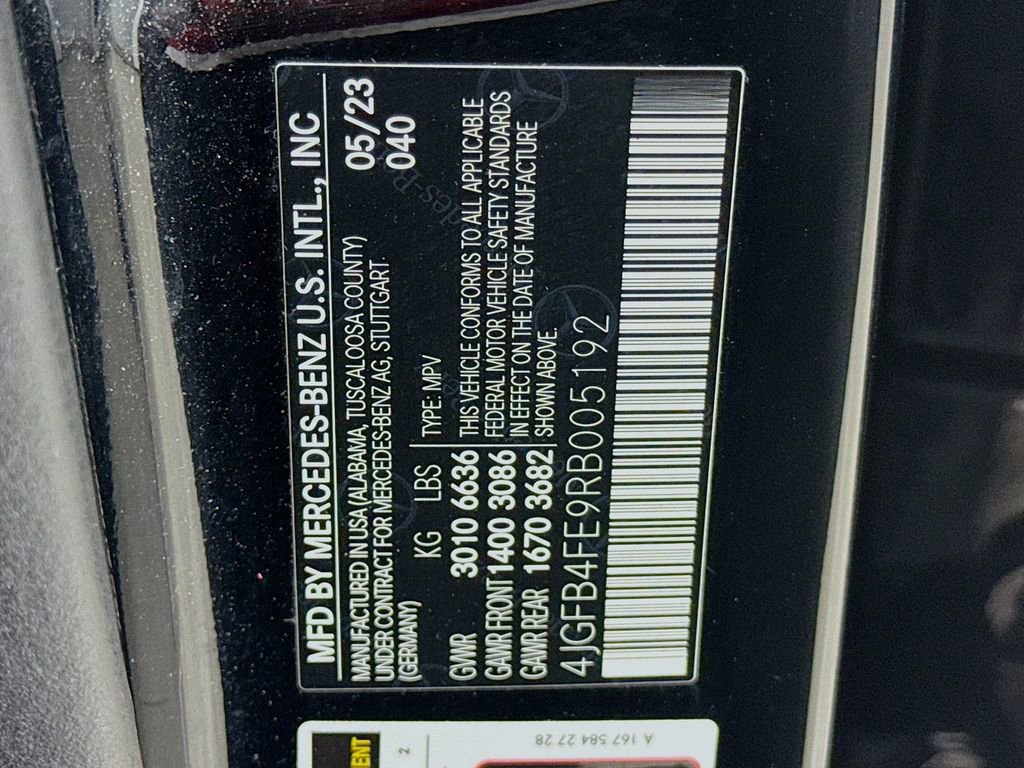 MFD BY MERCEDES-BENZ U.S. INTL., INC
MANUFACTURED IN USA (ALABAMA, TUSCALOOSA COUNTY) 05/23
UNDER CONTRACT FOR MERCEDES-BENZ AG, STUTTGART 040
(GERMANY)
KG LBS TYPE: MPV
GVWR 3010 6636 THIS VEHICLE CONFORMS TO ALL APPLICABLE
GAWR FRONT 1400 3086 FEDERAL MOTOR VEHICLE SAFETY STANDARDS
GAWR REAR 1670 3682 IN EFFECT ON THE DATE OF MANUFACTURE
SHOWN ABOVE.
4JGFB4FE9RB005192
A 167 584 27 28
2